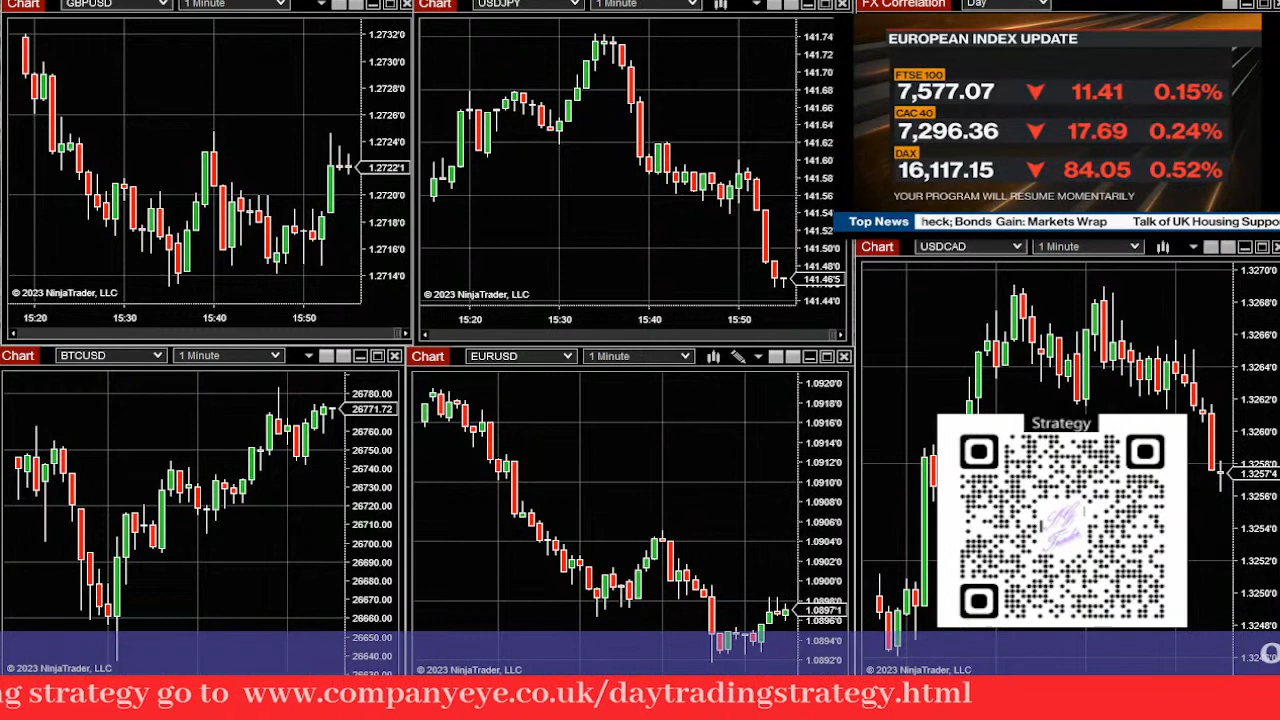 Chart GBPUSD 1 Minute
1.2732'0
1.2730'0
1.2728'0
1.2726'0
1.2724'0
1.2722'1
1.2720'0
1.2718'0
1.2716'0
1.2714'0
© 2023 NinjaTrader, LLC
15:20 15:30 15:40 15:50
Chart USDJPY 1 Minute
141.74
141.70
141.68
141.66
141.64
141.62
141.60
141.58
141.56
141.54
141.52
141.50'0
141.48'0
141.46'5
141.44'0
© 2023 NinjaTrader, LLC
15:20 15:30 15:40 15:50
FX Correlation Day
EUROPEAN INDEX UPDATE
FTSE 100
7,577.07 11.41 0.15%
CAC 40
7,296.36 17.69 0.24%
DAX
16,117.15 84.05 0.52%
YOUR PROGRAM WILL RESUME MOMENTARILY
Top News heck; Bonds Gain: Markets Wrap Talk of UK Housing Suppo
Chart USDCAD 1 Minute
1.3270'0
1.3268'0
1.3266'0
1.3264'0
1.3262'0
1.3260'0
1.3258'0
1.3257'4
1.3256'0
1.3254'0
1.3252'0
1.3250'0
1.3248'0
© 2023 NinjaTrader, LLC
Strategy
Chart BTCUSD 1 Minute
26780.00
26771.72
26760.00
26750.00
26740.00
26730.00
26720.00
26710.00
26700.00
26690.00
26680.00
26670.00
26660.00
26650.00
26640.00
© 2023 NinjaTrader, LLC
Chart EURUSD 1 Minute
1.0920'0
1.0918'0
1.0916'0
1.0914'0
1.0912'0
1.0910'0
1.0908'0
1.0906'0
1.0904'0
1.0902'0
1.0900'0
1.0898'0
1.0897'1
1.0896'0
1.0894'0
1.0892'0
© 2023 NinjaTrader, LLC
ng strategy go to www.companyeye.co.uk/daytradingstrategy.html